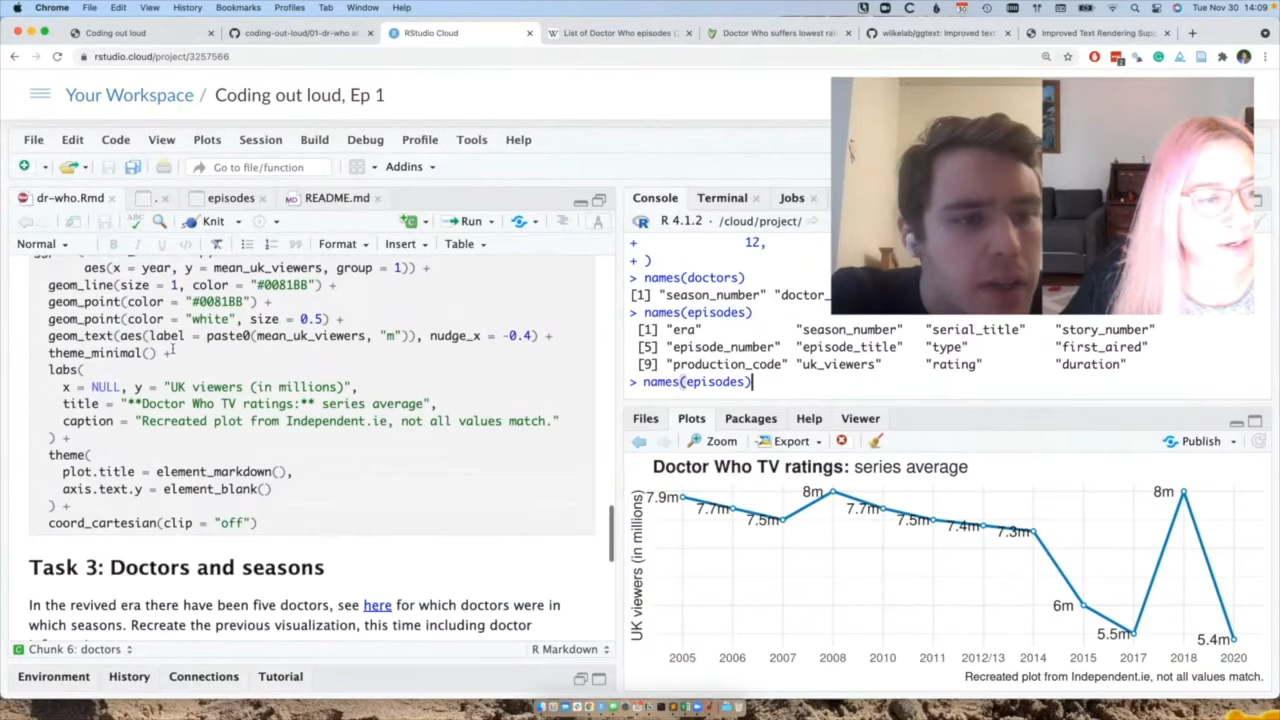 Chrome File Edit View History Bookmarks Profiles Tab Window Help Tue Nov 30 14:09
Coding out loud coding-out-loud/01-dr-who at RStudio Cloud List of Doctor Who episodes (2 Doctor Who suffers lowest rat wilkelab/ggtext: Improved text Improved Text Rendering Supp
rstudio.cloud/project/3257566
Your Workspace / Coding out loud, Ep 1
File Edit Code View Plots Session Build Debug Profile Tools Help
Go to file/function Addins
dr-who.Rmd . episodes README.md
Knit Run
Normal B I U Format Insert Table
aes(x = year, y = mean_uk_viewers, group = 1)) +
geom_line(size = 1, color = "#0081BB") +
geom_point(color = "#0081BB") +
geom_point(color = "white", size = 0.5) +
geom_text(aes(label = paste0(mean_uk_viewers, "m")), nudge_x = -0.4) +
theme_minimal() +
labs(
x = NULL, y = "UK viewers (in millions)",
title = "**Doctor Who TV ratings:** series average",
caption = "Recreated plot from Independent.ie, not all values match."
) +
theme(
plot.title = element_markdown(),
axis.text.y = element_blank()
) +
coord_cartesian(clip = "off")
Task 3: Doctors and seasons
In the revived era there have been five doctors, see here for which doctors were in
which seasons. Recreate the previous visualization, this time including doctor
Chunk 6: doctors R Markdown
Environment History Connections Tutorial
Console Terminal Jobs
R 4.1.2 · /cloud/project/
+ 12,
+ )
> names(doctors)
[1] "season_number" "doctor_
> names(episodes)
[1] "era" "season_number" "serial_title" "story_number"
[5] "episode_number" "episode_title" "type" "first_aired"
[9] "production_code" "uk_viewers" "rating" "duration"
> names(episodes)
Files Plots Packages Help Viewer
Zoom Export Publish
Doctor Who TV ratings: series average
UK viewers (in millions)
7.9m 7.7m 7.5m 8m 7.7m 7.5m 7.4m 7.3m 6m 5.5m 8m 5.4m
2005 2006 2007 2008 2010 2011 2012/13 2014 2015 2017 2018 2020
Recreated plot from Independent.ie, not all values match.